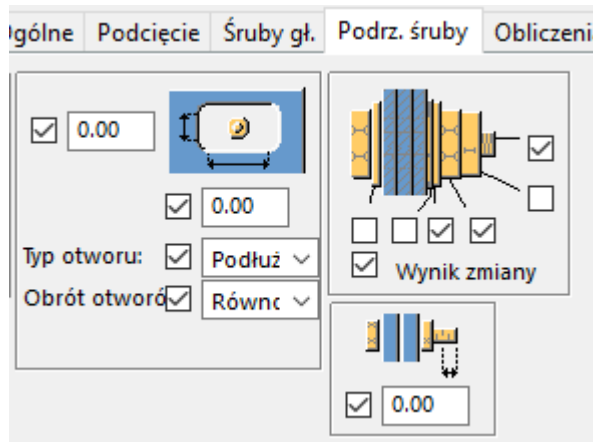 gólne Podcięcie Śruby gł. Podrz. śruby Obliczeni
0.00
0.00
Typ otworu: Podłuż
Obrót otworó Równo
Wynik zmiany
0.00